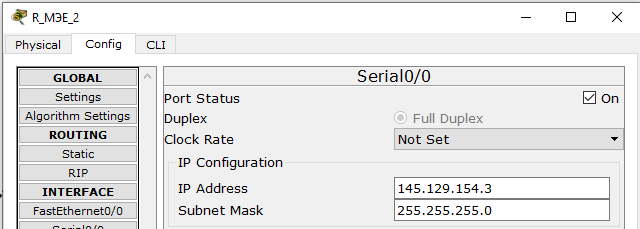 R_МЭЕ_2
Physical Config CLI
GLOBAL
Settings
Algorithm Settings
ROUTING
Static
RIP
INTERFACE
FastEthernet0/0
Serial0/0
Serial0/0
Port Status On
Duplex Full Duplex
Clock Rate Not Set
IP Configuration
IP Address 145.129.154.3
Subnet Mask 255.255.255.0